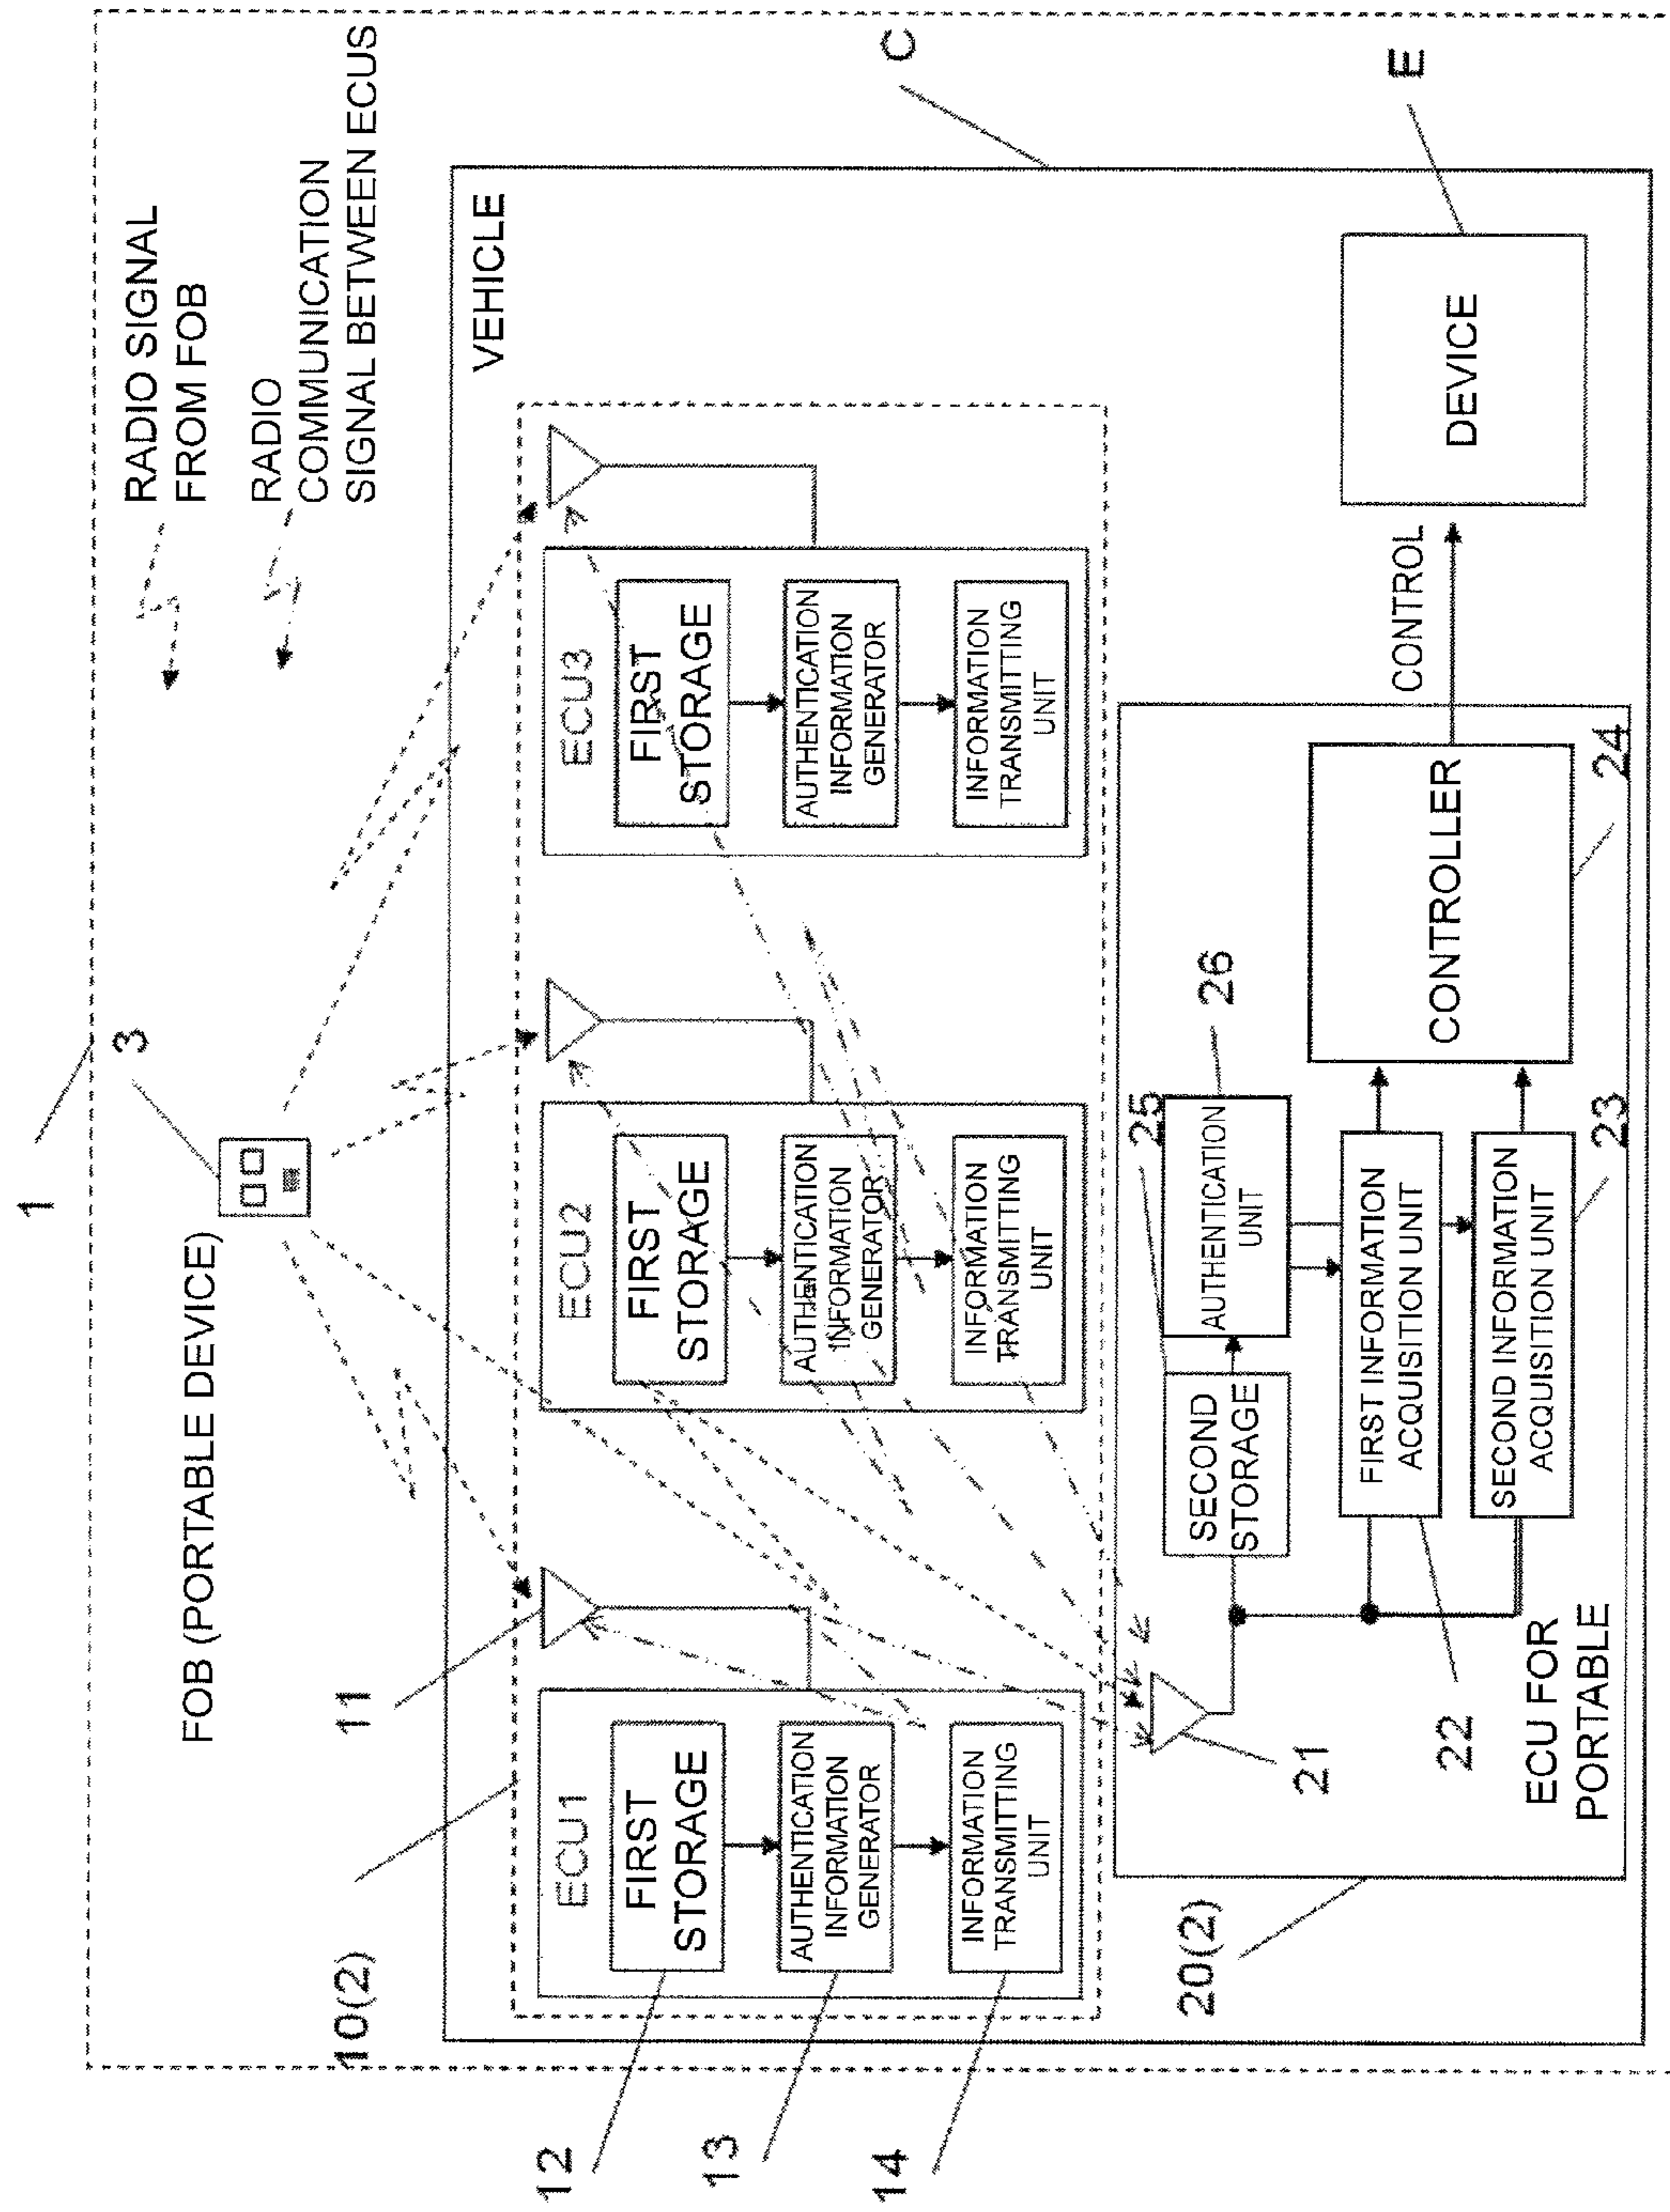 1
3
FOB (PORTABLE DEVICE)
RADIO SIGNAL
FROM FOB
RADIO
COMMUNICATION
SIGNAL BETWEEN ECUS
10(2)
11
VEHICLE
C
ECU1
FIRST
STORAGE
AUTHENTICATION
INFORMATION
GENERATOR
INFORMATION
TRANSMITTING
UNIT
12
13
14
ECU2
FIRST
STORAGE
AUTHENTICATION
INFORMATION
GENERATOR
INFORMATION
TRANSMITTING
UNIT
ECU3
FIRST
STORAGE
AUTHENTICATION
INFORMATION
GENERATOR
INFORMATION
TRANSMITTING
UNIT
20(2)
21
SECOND
STORAGE
25
AUTHENTICATION
UNIT
26
FIRST INFORMATION
ACQUISITION UNIT
22
SECOND INFORMATION
ACQUISITION UNIT
23
CONTROLLER
24
ECU FOR
PORTABLE
CONTROL
DEVICE
E